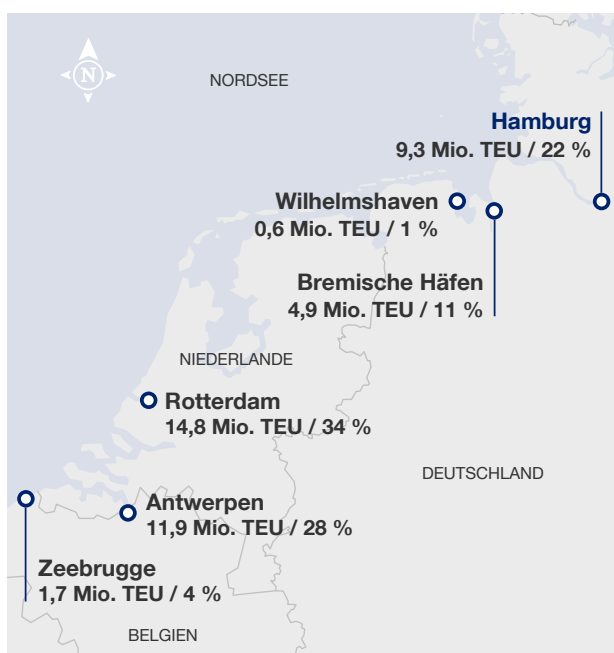 N
NORDSEE
Hamburg
9,3 Mio. TEU / 22 %
Wilhelmshaven
0,6 Mio. TEU / 1 %
Bremische Häfen
4,9 Mio. TEU / 11 %
NIEDERLANDE
Rotterdam
14,8 Mio. TEU / 34 %
DEUTSCHLAND
Antwerpen
11,9 Mio. TEU / 28 %
Zeebrugge
1,7 Mio. TEU / 4 %
BELGIEN